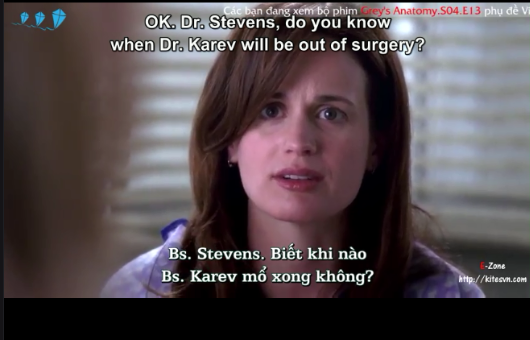 Các bạn đang xem bộ phim Grey's Anatomy.S04.E13 phụ đề Vi
OK. Dr. Stevens, do you know
when Dr. Karev will be out of surgery?
Bs. Stevens. Biết khi nào
Bs. Karev mổ xong không?
K-Zone
http://kitesvn.com